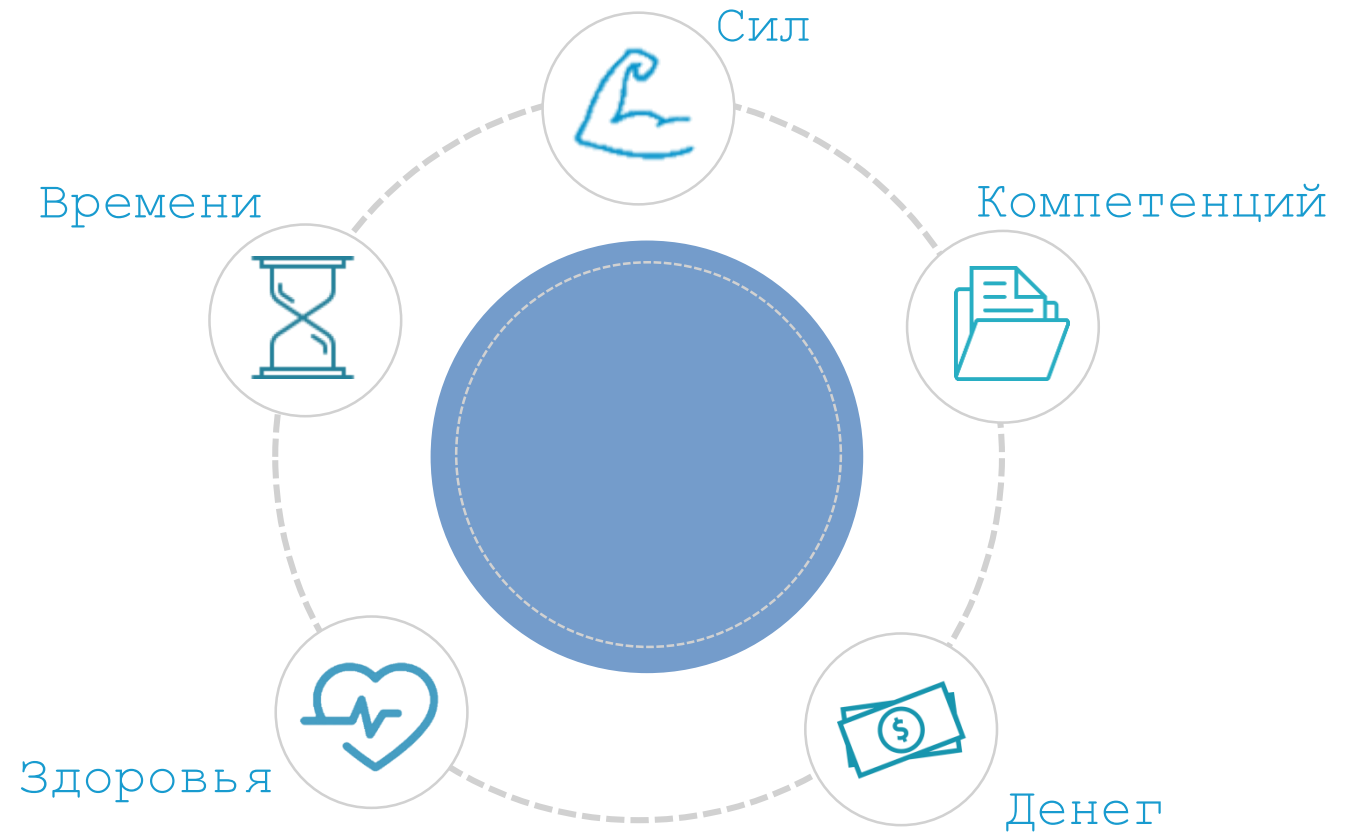 Сил
Времени
Компетенций
$
Здоровья
Денег